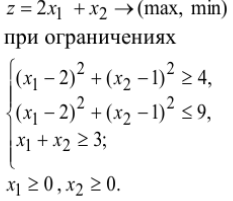 z = 2x₁ + x₂ → (max, min)
при ограничениях
(x₁ − 2)² + (x₂ − 1)² ≥ 4,
(x₁ − 2)² + (x₂ − 1)² ≤ 9,
x₁ + x₂ ≥ 3;
x₁ ≥ 0, x₂ ≥ 0.